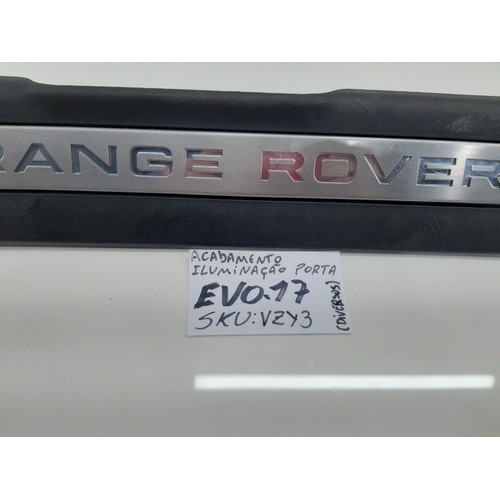 RANGE ROVER
ACABAMENTO
ILUMINAÇÃO PORTA
EVO.17
SKU:VZY3
(DIVERSOS)